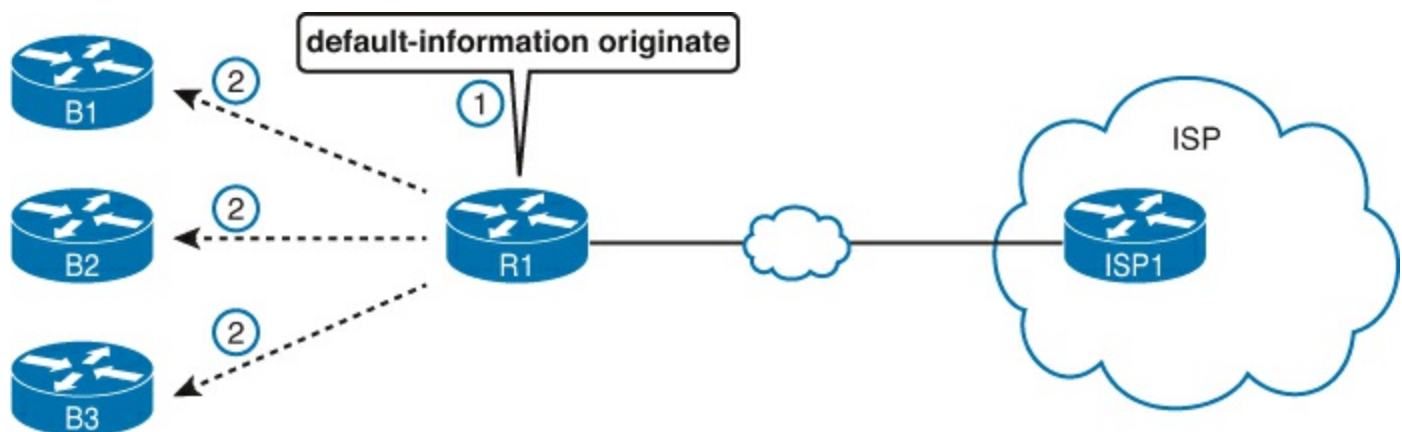 default-information originate
1
2
B1
2
B2
2
B3
R1
ISP
ISP1